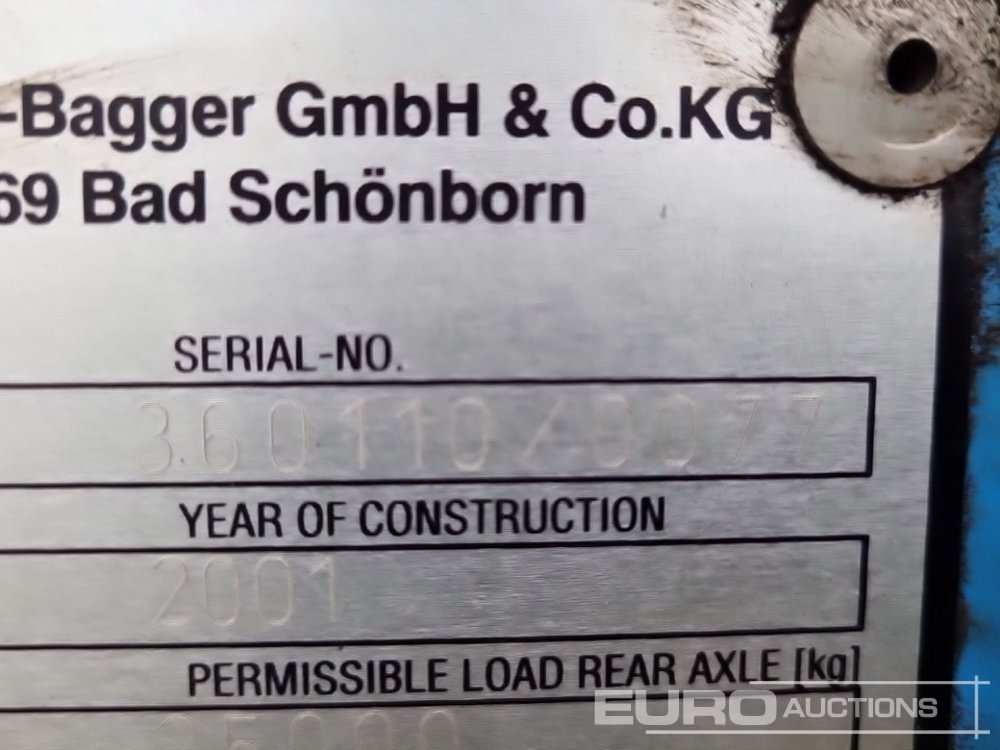 -Bagger GmbH & Co.KG
69 Bad Schönborn
SERIAL-NO.
360110/0077
YEAR OF CONSTRUCTION
2001
PERMISSIBLE LOAD REAR AXLE [kg]
EURO AUCTIONS